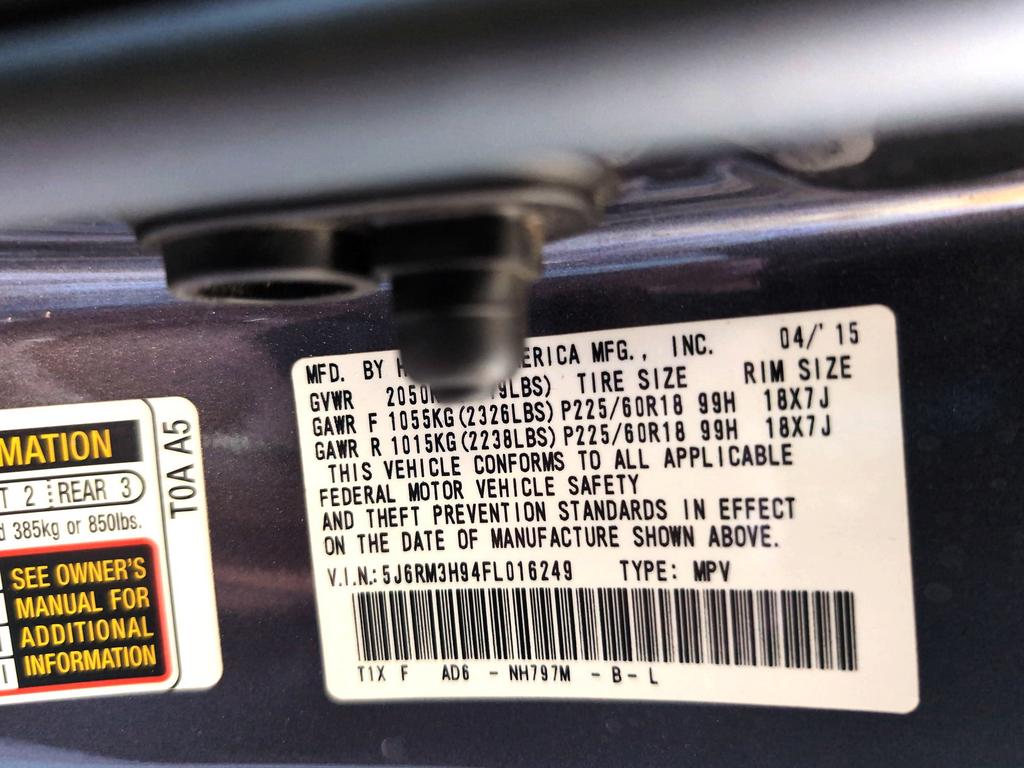 MATION
T 2 REAR 3
385kg or 850lbs.
SEE OWNER'S
MANUAL FOR
ADDITIONAL
INFORMATION
T0A A5
04/'15
MFD. BY H ERICA MFG., INC.
GVWR 2050K 9LBS) TIRE SIZE RIM SIZE
GAWR F 1055KG(2326LBS) P225/60R18 99H 18X7J
GAWR R 1015KG(2238LBS) P225/60R18 99H 18X7J
THIS VEHICLE CONFORMS TO ALL APPLICABLE
FEDERAL MOTOR VEHICLE SAFETY
AND THEFT PREVENTION STANDARDS IN EFFECT
ON THE DATE OF MANUFACTURE SHOWN ABOVE.
V.I.N.: 5J6RM3H94FL016249 TYPE: MPV
T1X F AD6 - NH797M - B - L